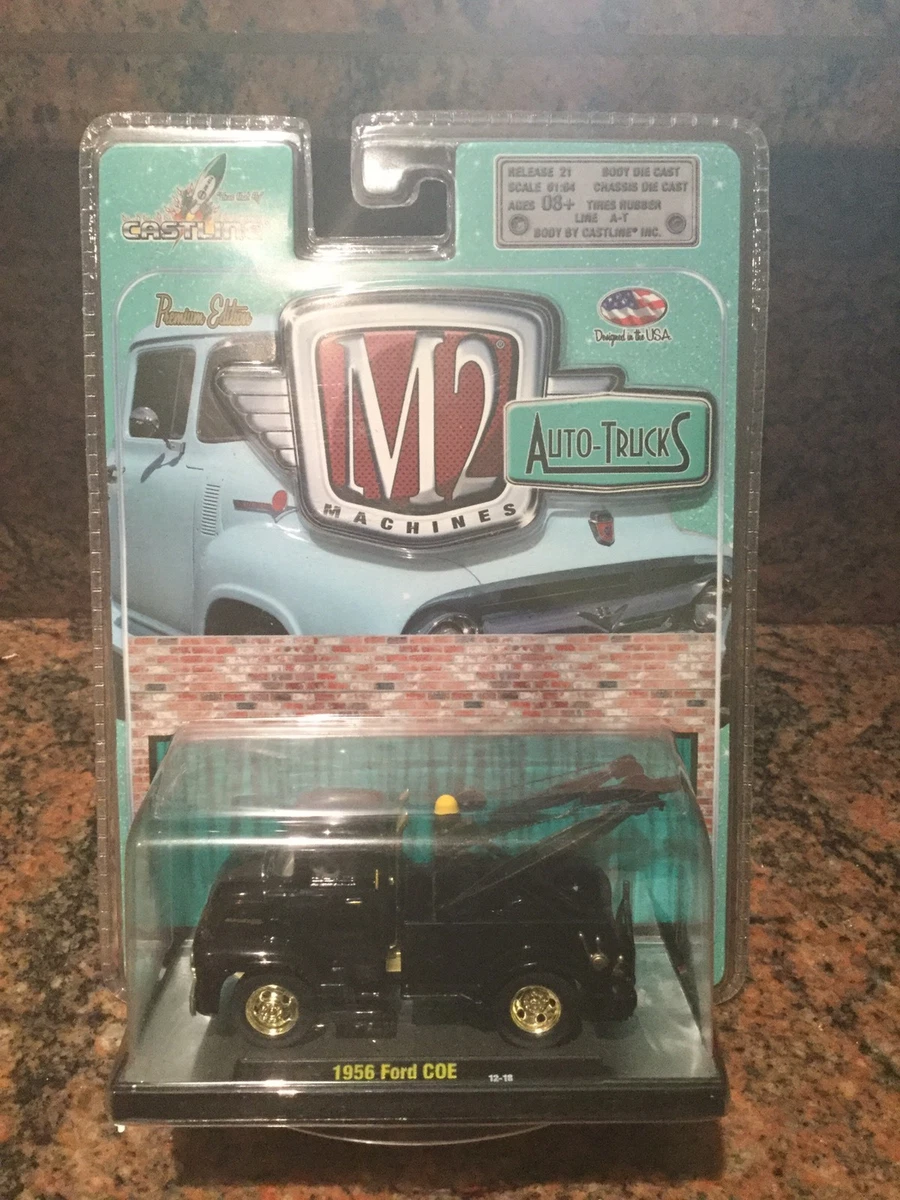 CASTLINE
RELEASE 21 BODY DIE CAST
SCALE 01:64 CHASSIS DIE CAST
AGES 08+ TIRES RUBBER
LINE A-T
BODY BY CASTLINE® INC.
Premium Edition
Designed in the USA
M2®
MACHINES
AUTO-TRUCKS
1956 Ford COE
12-18